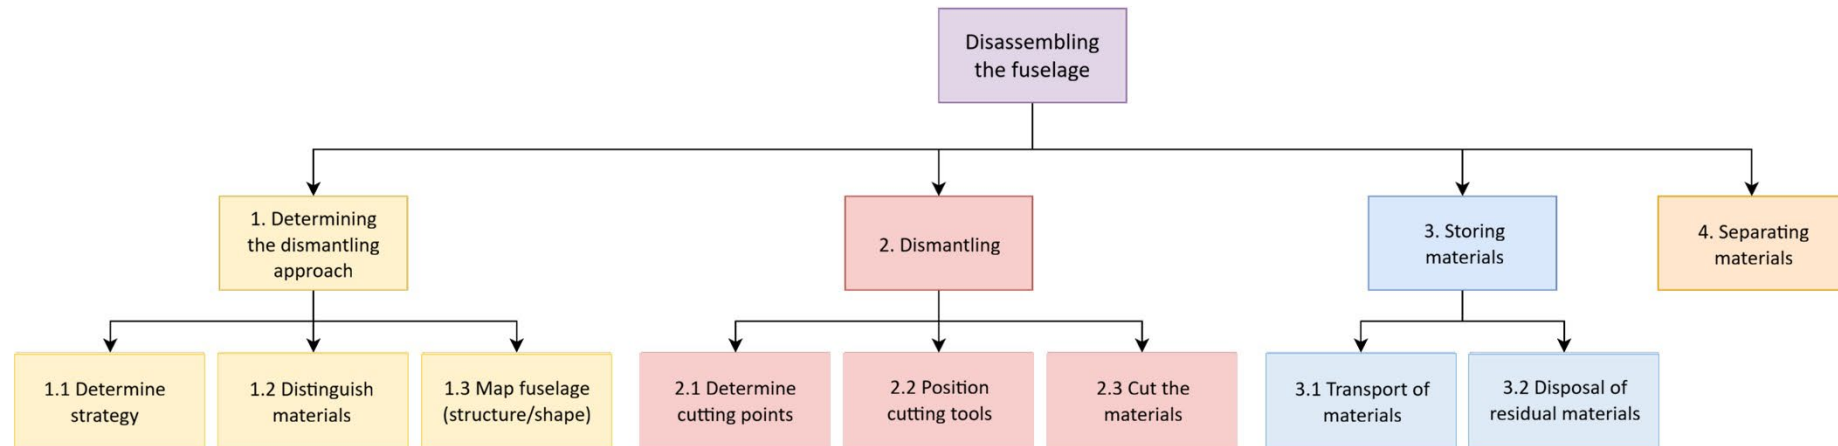 Disassembling
the fuselage
1. Determining
the dismantling
approach
2. Dismantling
3. Storing
materials
4. Separating
materials
1.1 Determine
strategy
1.2 Distinguish
materials
1.3 Map fuselage
(structure/shape)
2.1 Determine
cutting points
2.2 Position
cutting tools
2.3 Cut the
materials
3.1 Transport of
materials
3.2 Disposal of
residual materials